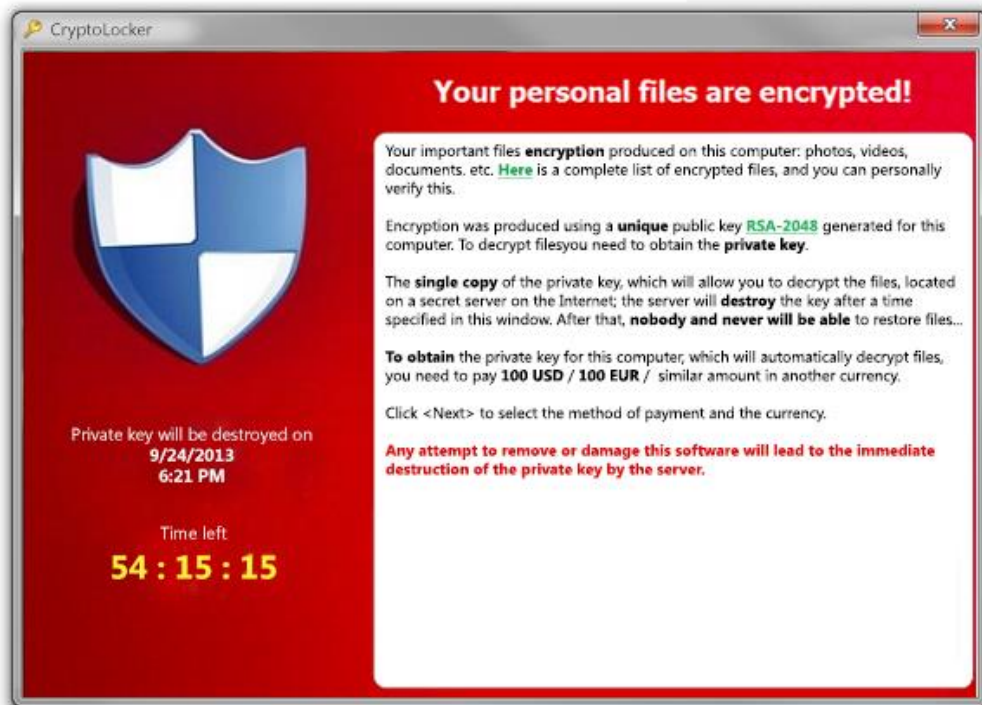 CryptoLocker
Your personal files are encrypted!
Your important files encryption produced on this computer: photos, videos,
documents, etc. Here is a complete list of encrypted files, and you can personally
verify this.
Encryption was produced using a unique public key RSA-2048 generated for this
computer. To decrypt filesyou need to obtain the private key.
The single copy of the private key, which will allow you to decrypt the files, located
on a secret server on the Internet; the server will destroy the key after a time
specified in this window. After that, nobody and never will be able to restore files...
To obtain the private key for this computer, which will automatically decrypt files,
you need to pay 100 USD / 100 EUR / similar amount in another currency.
Click <Next> to select the method of payment and the currency.
Any attempt to remove or damage this software will lead to the immediate
destruction of the private key by the server.
Private key will be destroyed on
9/24/2013
6:21 PM
Time left
54 : 15 : 15